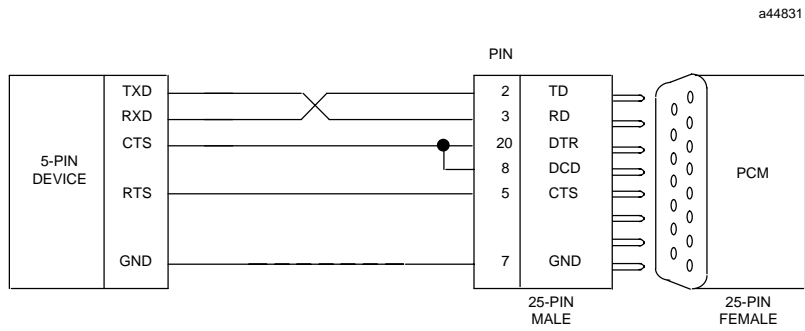 a44831
PIN
TXD 2 TD
RXD 3 RD
CTS 20 DTR
5-PIN
DEVICE
8 DCD
PCM
RTS 5 CTS
GND 7 GND
25-PIN
MALE
25-PIN
FEMALE